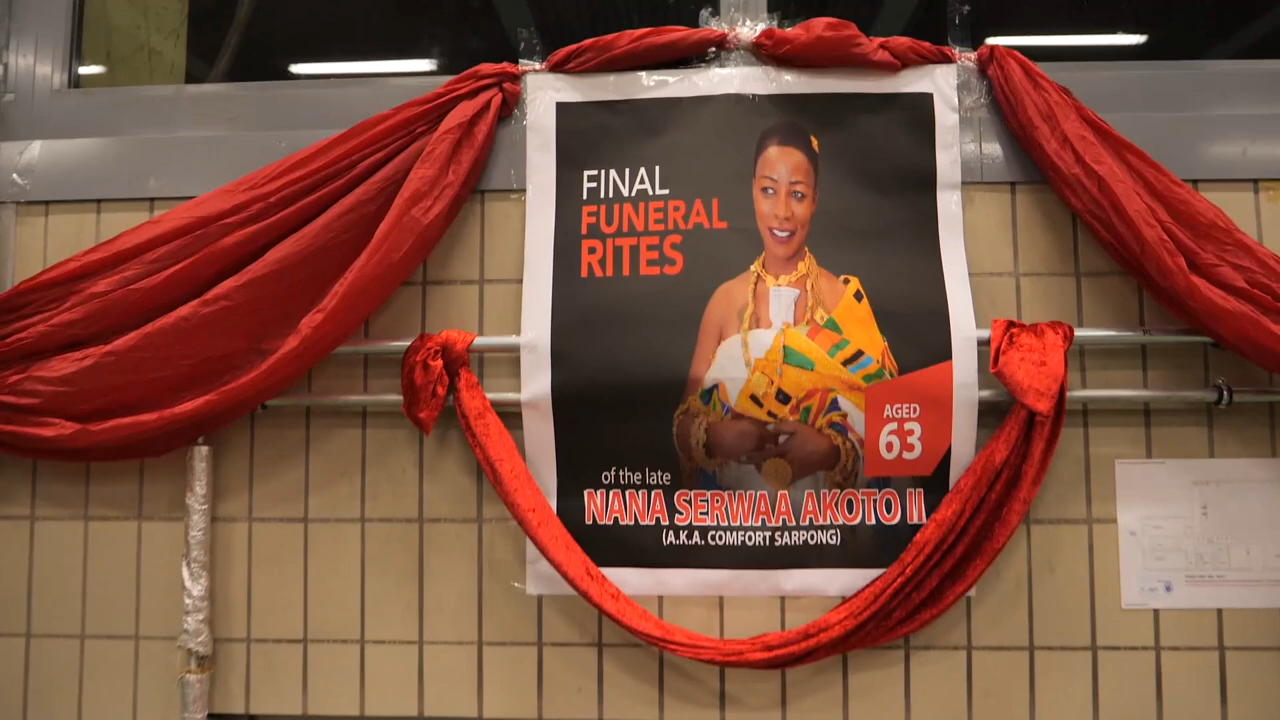 FINAL
FUNERAL
RITES
AGED
63
of the late
NANA SERWAA AKOTO II
(A.K.A. COMFORT SARPONG)